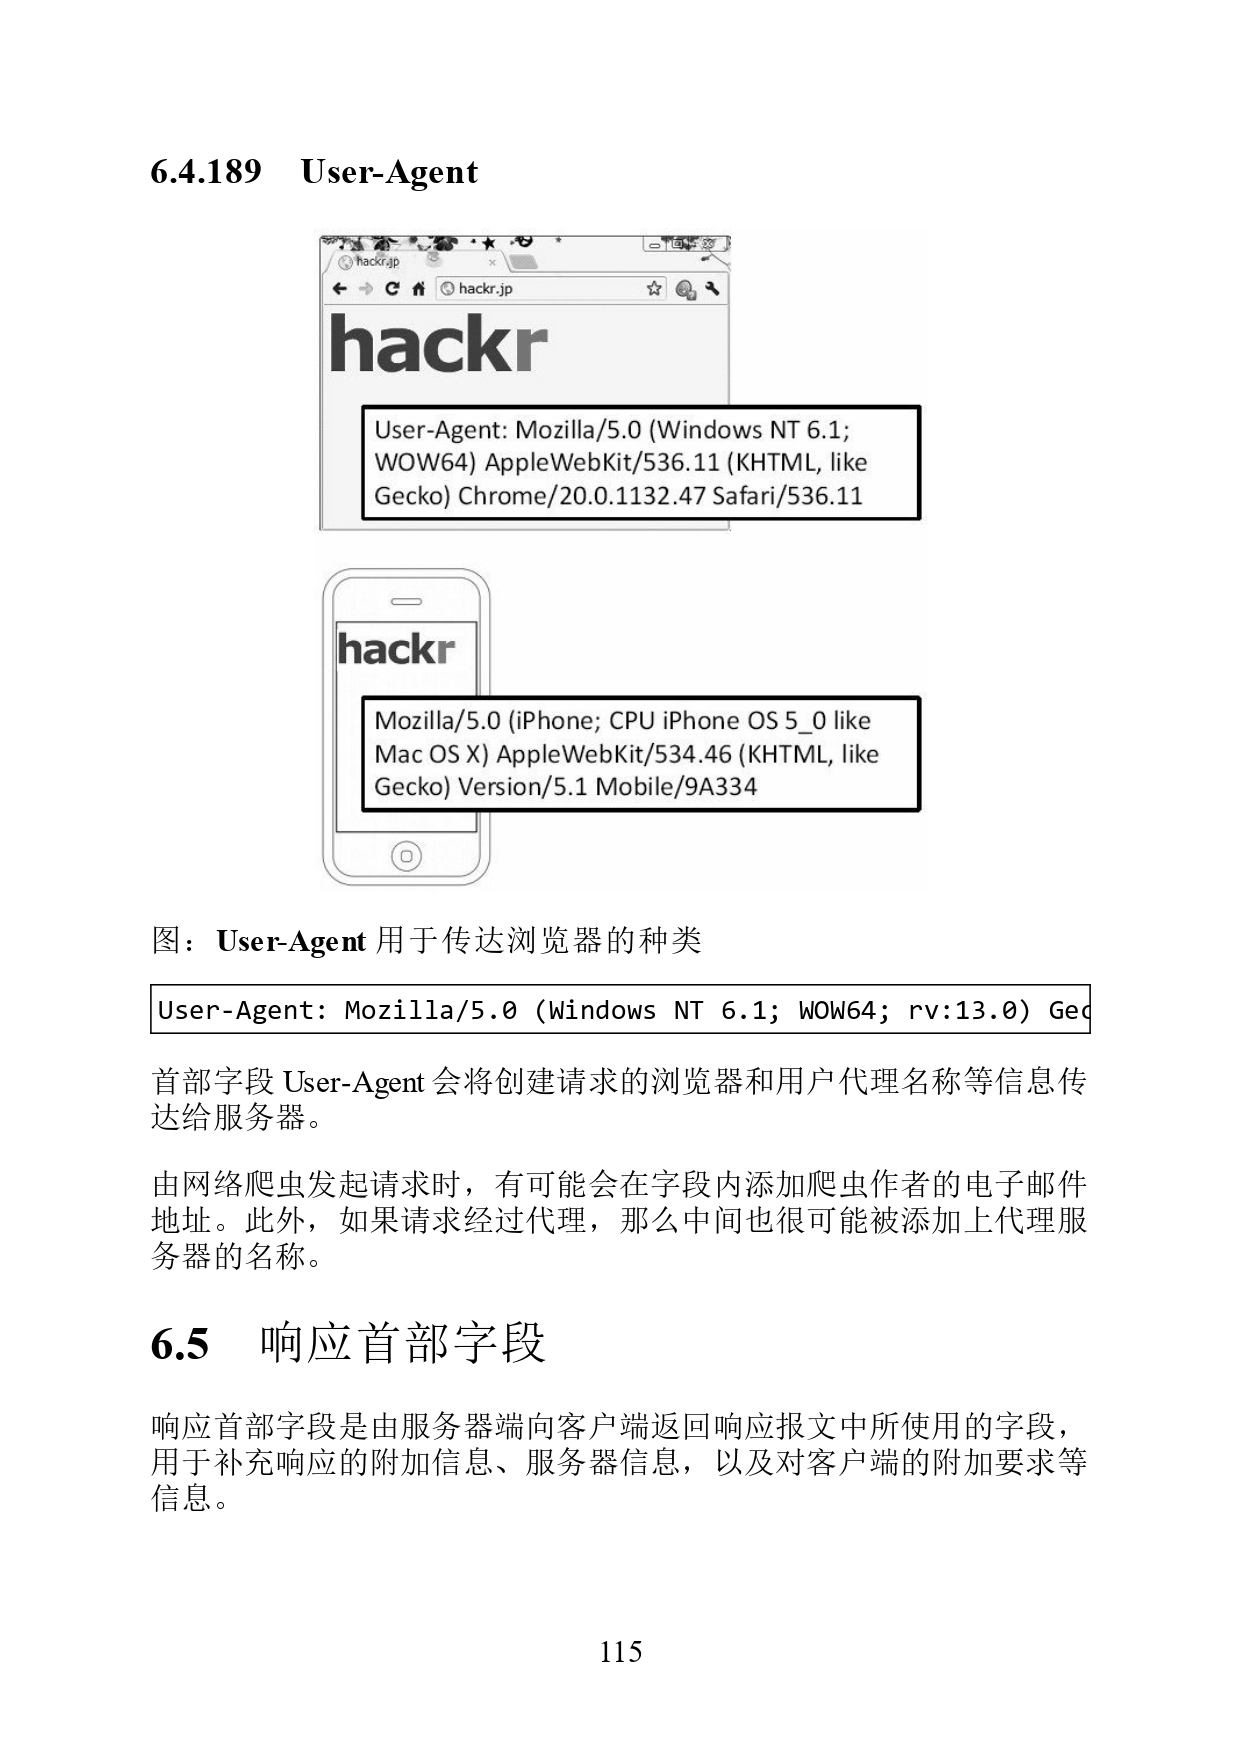 6.4.189 User-Agent
hackr.jp
hackr.jp
hackr
User-Agent: Mozilla/5.0 (Windows NT 6.1;
WOW64) AppleWebKit/536.11 (KHTML, like
Gecko) Chrome/20.0.1132.47 Safari/536.11
hackr
Mozilla/5.0 (iPhone; CPU iPhone OS 5_0 like
Mac OS X) AppleWebKit/534.46 (KHTML, like
Gecko) Version/5.1 Mobile/9A334
图：User-Agent 用于传达浏览器的种类
User-Agent: Mozilla/5.0 (Windows NT 6.1; WOW64; rv:13.0) Gec
首部字段 User-Agent 会将创建请求的浏览器和用户代理名称等信息传
达给服务器。
由网络爬虫发起请求时，有可能会在字段内添加爬虫作者的电子邮件
地址。此外，如果请求经过代理，那么中间也很可能被添加上代理服
务器的名称。
6.5 响应首部字段
响应首部字段是由服务器端向客户端返回响应报文中所使用的字段，
用于补充响应的附加信息、服务器信息，以及对客户端的附加要求等
信息。
115